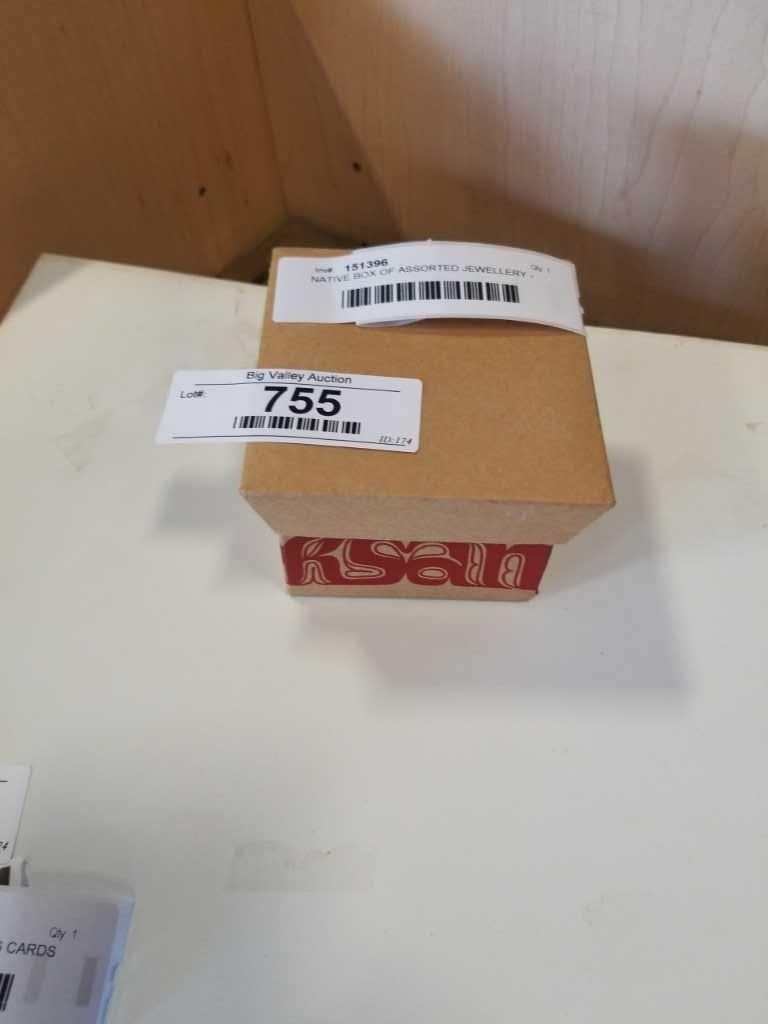 Inv#: 151396 Qty 1
NATIVE BOX OF ASSORTED JEWELLERY -
Big Valley Auction
Lot#: 755
ID:174
ksan
Qty 1
CARDS